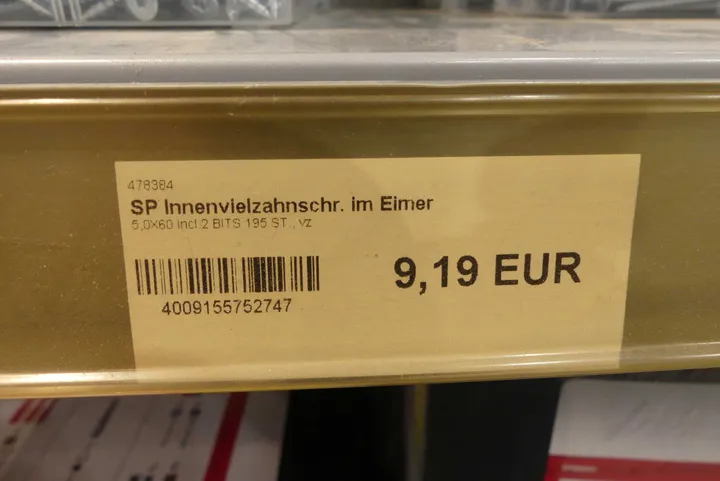 478384
SP Innenvielzahnschr. im Eimer
5,0X60 incl.2 BITS 195 ST., vz
9,19 EUR
4009155752747